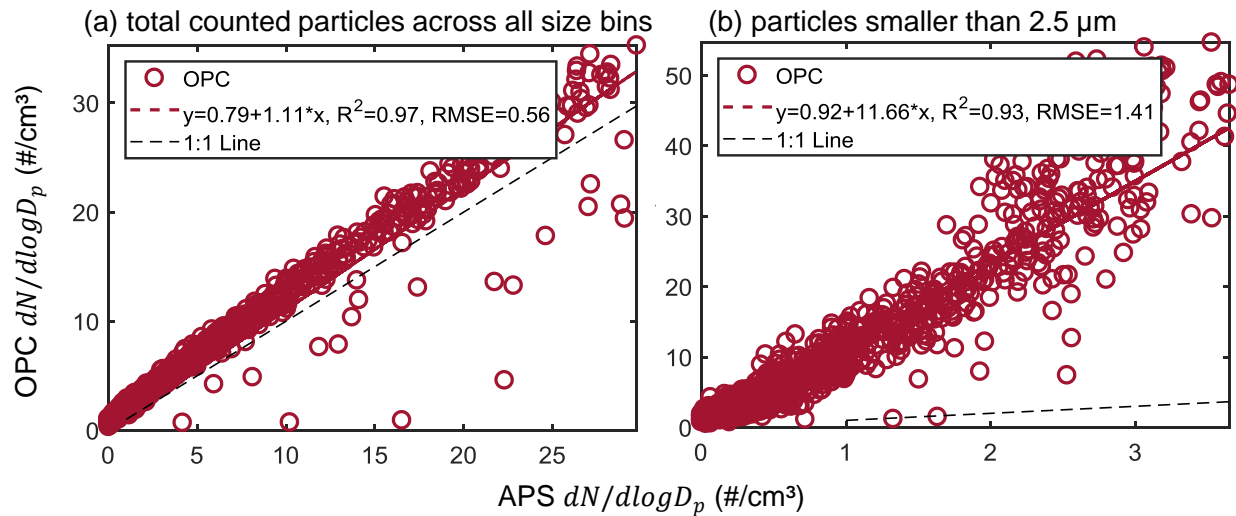 (a) total counted particles across all size bins
(b) particles smaller than 2.5 µm
OPC dN/dlogD_p (#/cm³)
30
20
10
0
OPC
y=0.79+1.11*x, R²=0.97, RMSE=0.56
1:1 Line
0 5 10 15 20 25
50
40
30
20
10
0
OPC
y=0.92+11.66*x, R²=0.93, RMSE=1.41
1:1 Line
0 1 2 3
APS dN/dlogD_p (#/cm³)